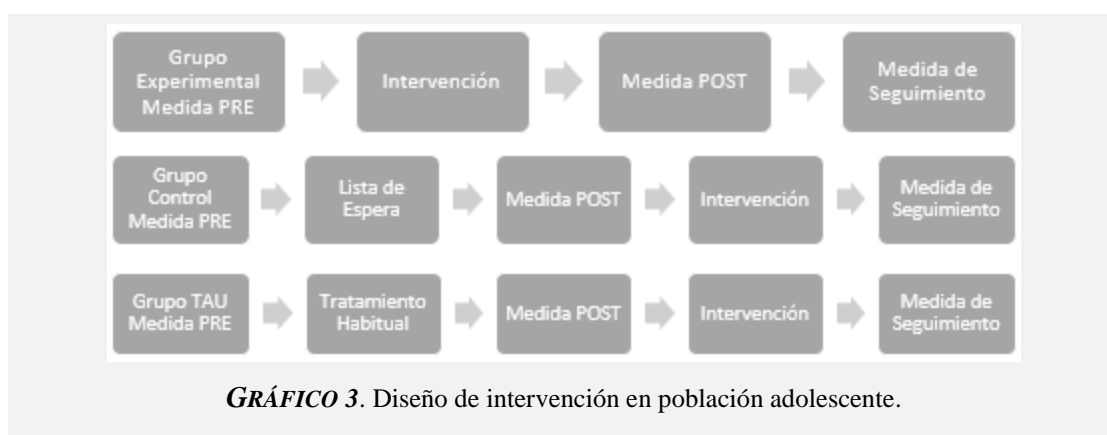 Grupo
Experimental
Medida PRE
Intervención
Medida POST
Medida de
Seguimiento
Grupo
Control
Medida PRE
Lista de
Espera
Medida POST
Intervención
Medida de
Seguimiento
Grupo TAU
Medida PRE
Tratamiento
Habitual
Medida POST
Intervención
Medida de
Seguimiento
GRÁFICO 3. Diseño de intervención en población adolescente.